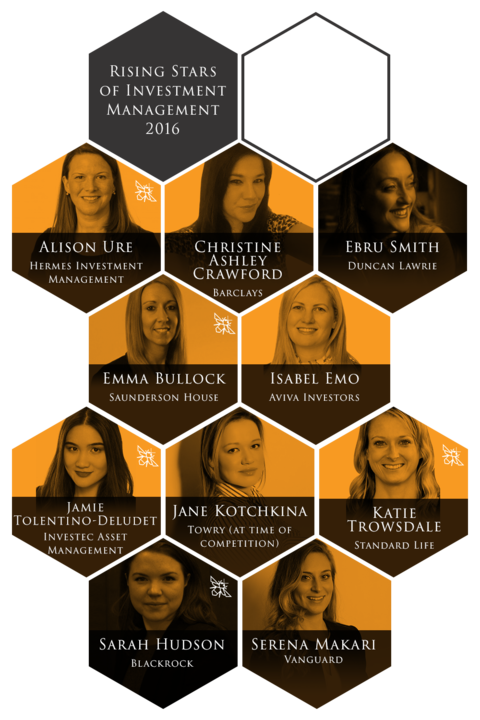 Rising Stars
of Investment
Management
2016
Alison Ure
Hermes Investment
Management
Christine
Ashley
Crawford
Barclays
Ebru Smith
Duncan Lawrie
Emma Bullock
Saunderson House
Isabel Emo
Aviva Investors
Jamie
Tolentino-Deludet
Investec Asset
Management
Jane Kotchkina
Towry (at time of
competition)
Katie
Trowsdale
Standard Life
Sarah Hudson
Blackrock
Serena Makari
Vanguard